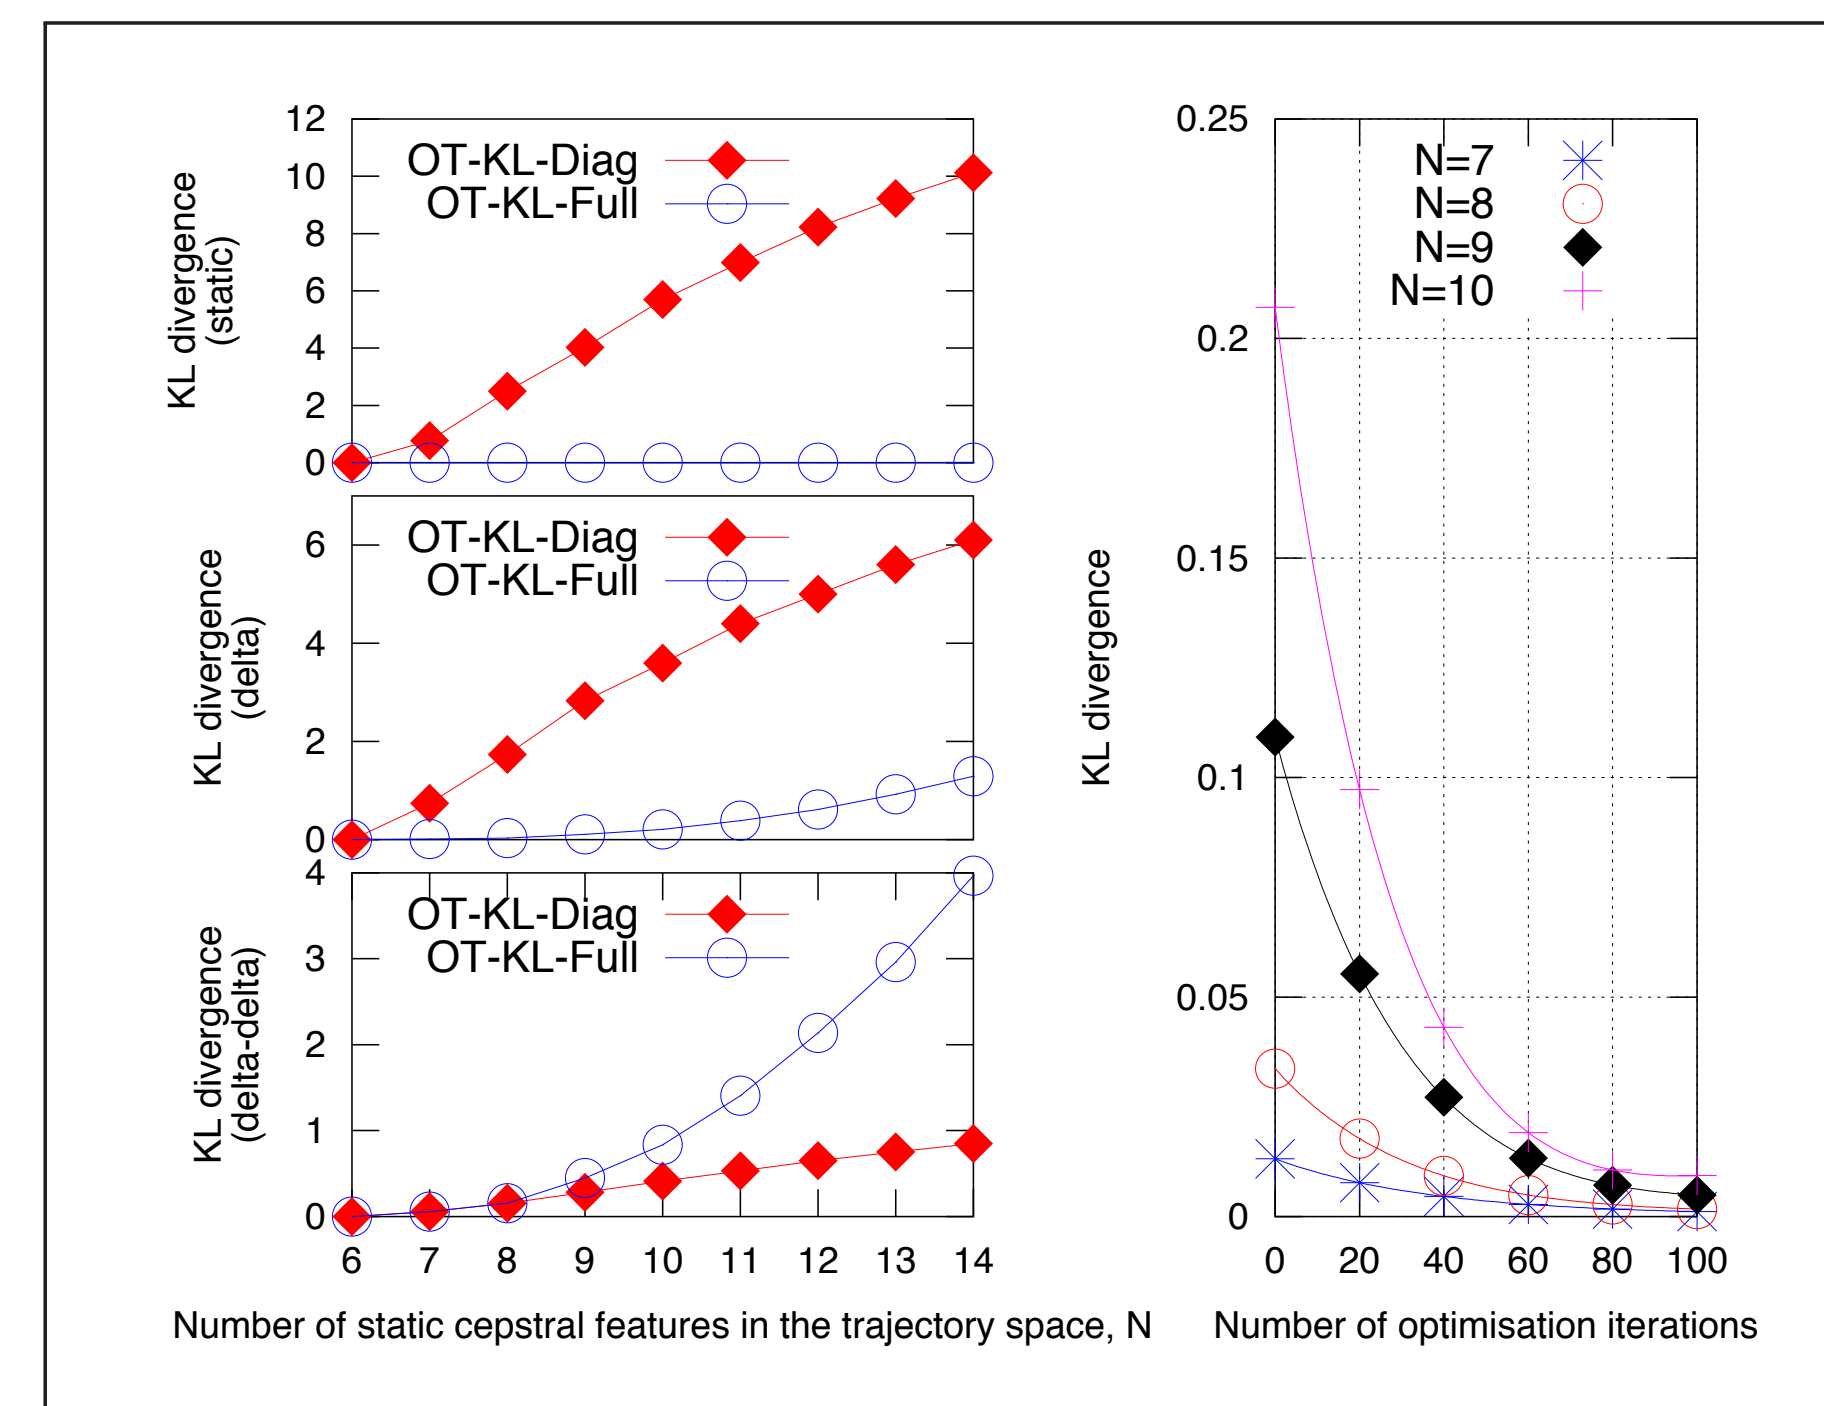 12
10
8
6
4
2
0
KL divergence
(static)
OT-KL-Diag
OT-KL-Full
6
4
2
0
KL divergence
(delta)
OT-KL-Diag
OT-KL-Full
4
3
2
1
0
KL divergence
(delta-delta)
OT-KL-Diag
OT-KL-Full
6 7 8 9 10 11 12 13 14
Number of static cepstral features in the trajectory space, N
0.25
0.2
0.15
0.1
0.05
0
KL divergence
N=7
N=8
N=9
N=10
0 20 40 60 80 100
Number of optimisation iterations